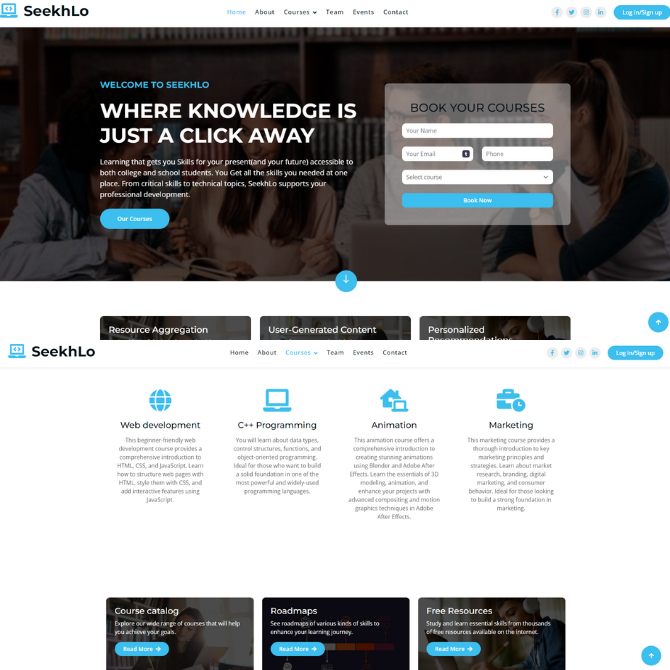 SeekhLo
Home About Courses Team Events Contact
Log In/Sign up
WELCOME TO SEEKHLO
WHERE KNOWLEDGE IS
JUST A CLICK AWAY
Learning that gets you Skills for your present(and your future) accessible to
both college and school students. You Get all the skills you needed at one
place. From critical skills to technical topics, SeekhLo supports your
professional development.
Our Courses
BOOK YOUR COURSES
Your Name
Your Email Phone
Select course
Book Now
Resource Aggregation User-Generated Content Personalized
Recommendations
SeekhLo
Home About Courses Team Events Contact
Log In/Sign up
Web development
This beginner-friendly web
development course provides a
comprehensive introduction to
HTML, CSS, and JavaScript. Learn
how to structure web pages with
HTML, style them with CSS, and
add interactive features using
JavaScript.
C++ Programming
You will learn about data types,
control structures, functions, and
object-oriented programming.
Ideal for those who want to build
a solid foundation in one of the
most powerful and widely-used
programming languages.
Animation
This animation course offers a
comprehensive introduction to
creating stunning animations
using Blender and Adobe After
Effects. Learn the essentials of 3D
modeling, animation, and
enhance your projects with
advanced compositing and motion
graphics techniques in Adobe
After Effects.
Marketing
This marketing course provides a
thorough introduction to key
marketing principles and
strategies. Learn about market
research, branding, digital
marketing, and consumer
behavior. Ideal for those looking
to build a strong foundation in
marketing.
Course catalog
Explore our wide range of courses that will help
you achieve your goals.
Read More
Roadmaps
See roadmaps of various kinds of skills to
enhance your learning journey.
Read More
Free Resources
Study and learn essential skills from thousands
of free resources available on the internet.
Read More